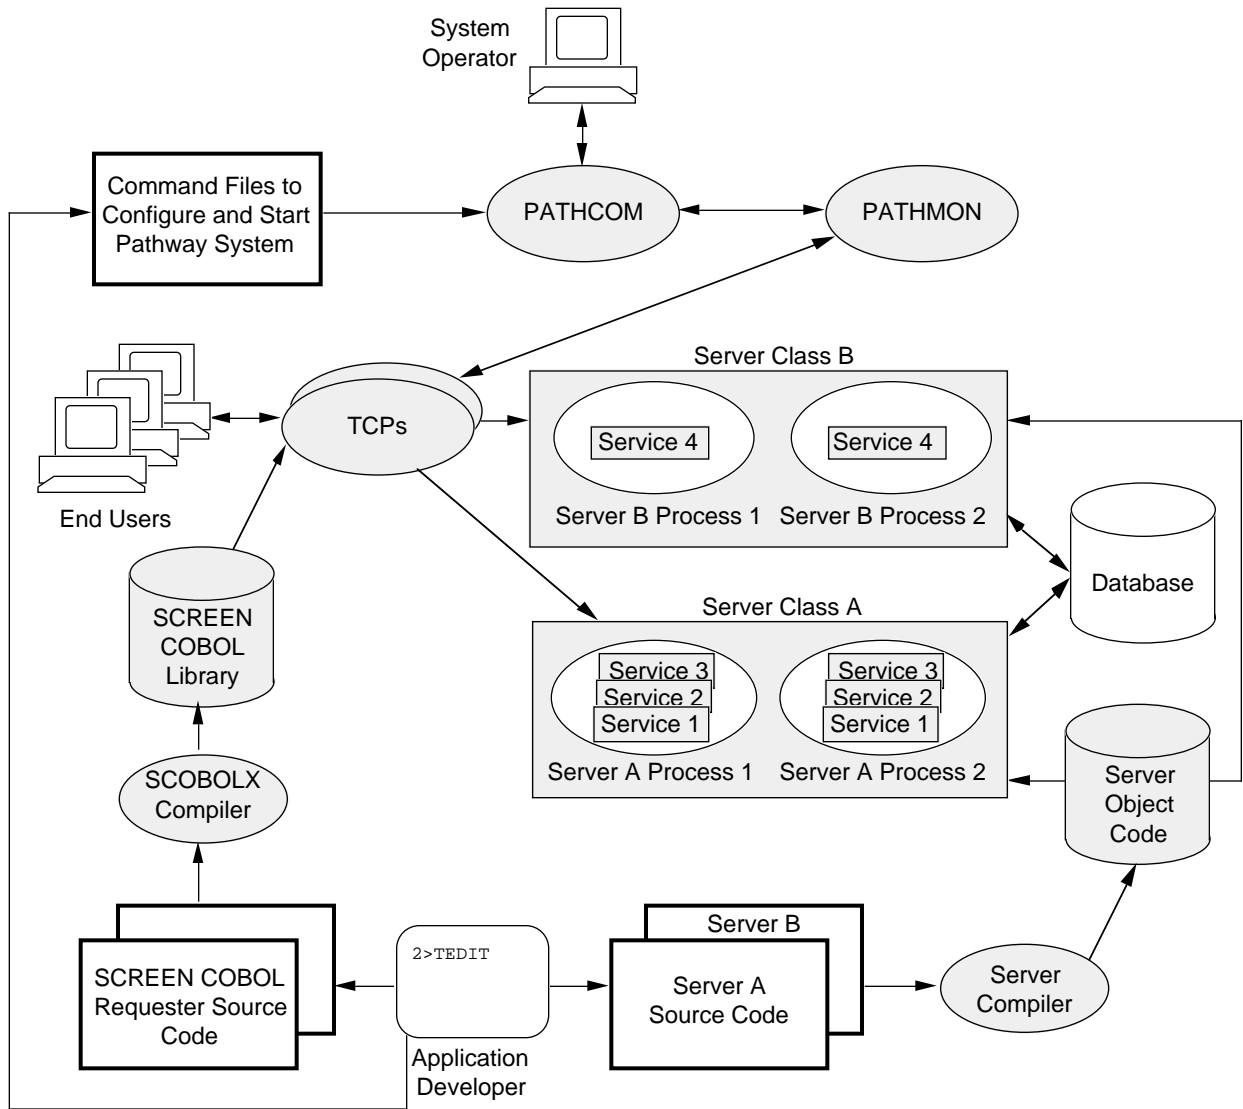 System
Operator
Command Files to
Configure and Start
Pathway System
PATHCOM
PATHMON
Server Class B
TCPs
Service 4
Service 4
Server B Process 1
Server B Process 2
End Users
Database
Server Class A
SCREEN
COBOL
Library
Service 3
Service 2
Service 1
Service 3
Service 2
Service 1
Server A Process 1
Server A Process 2
Server
Object
Code
SCOBOLX
Compiler
Server B
2>TEDIT
SCREEN COBOL
Requester Source
Code
Server A
Source Code
Server
Compiler
Application
Developer